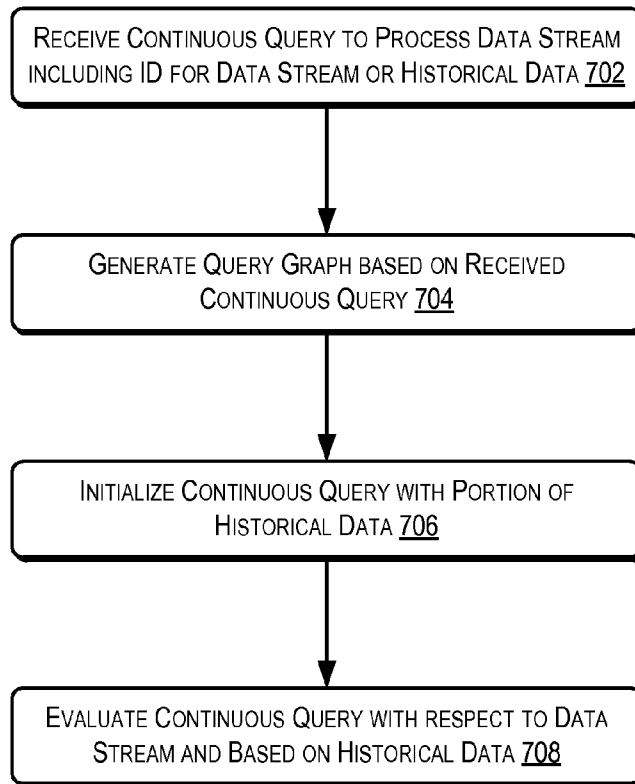 RECEIVE CONTINUOUS QUERY TO PROCESS DATA STREAM
INCLUDING ID FOR DATA STREAM OR HISTORICAL DATA 702
GENERATE QUERY GRAPH BASED ON RECEIVED
CONTINUOUS QUERY 704
INITIALIZE CONTINUOUS QUERY WITH PORTION OF
HISTORICAL DATA 706
EVALUATE CONTINUOUS QUERY WITH RESPECT TO DATA
STREAM AND BASED ON HISTORICAL DATA 708